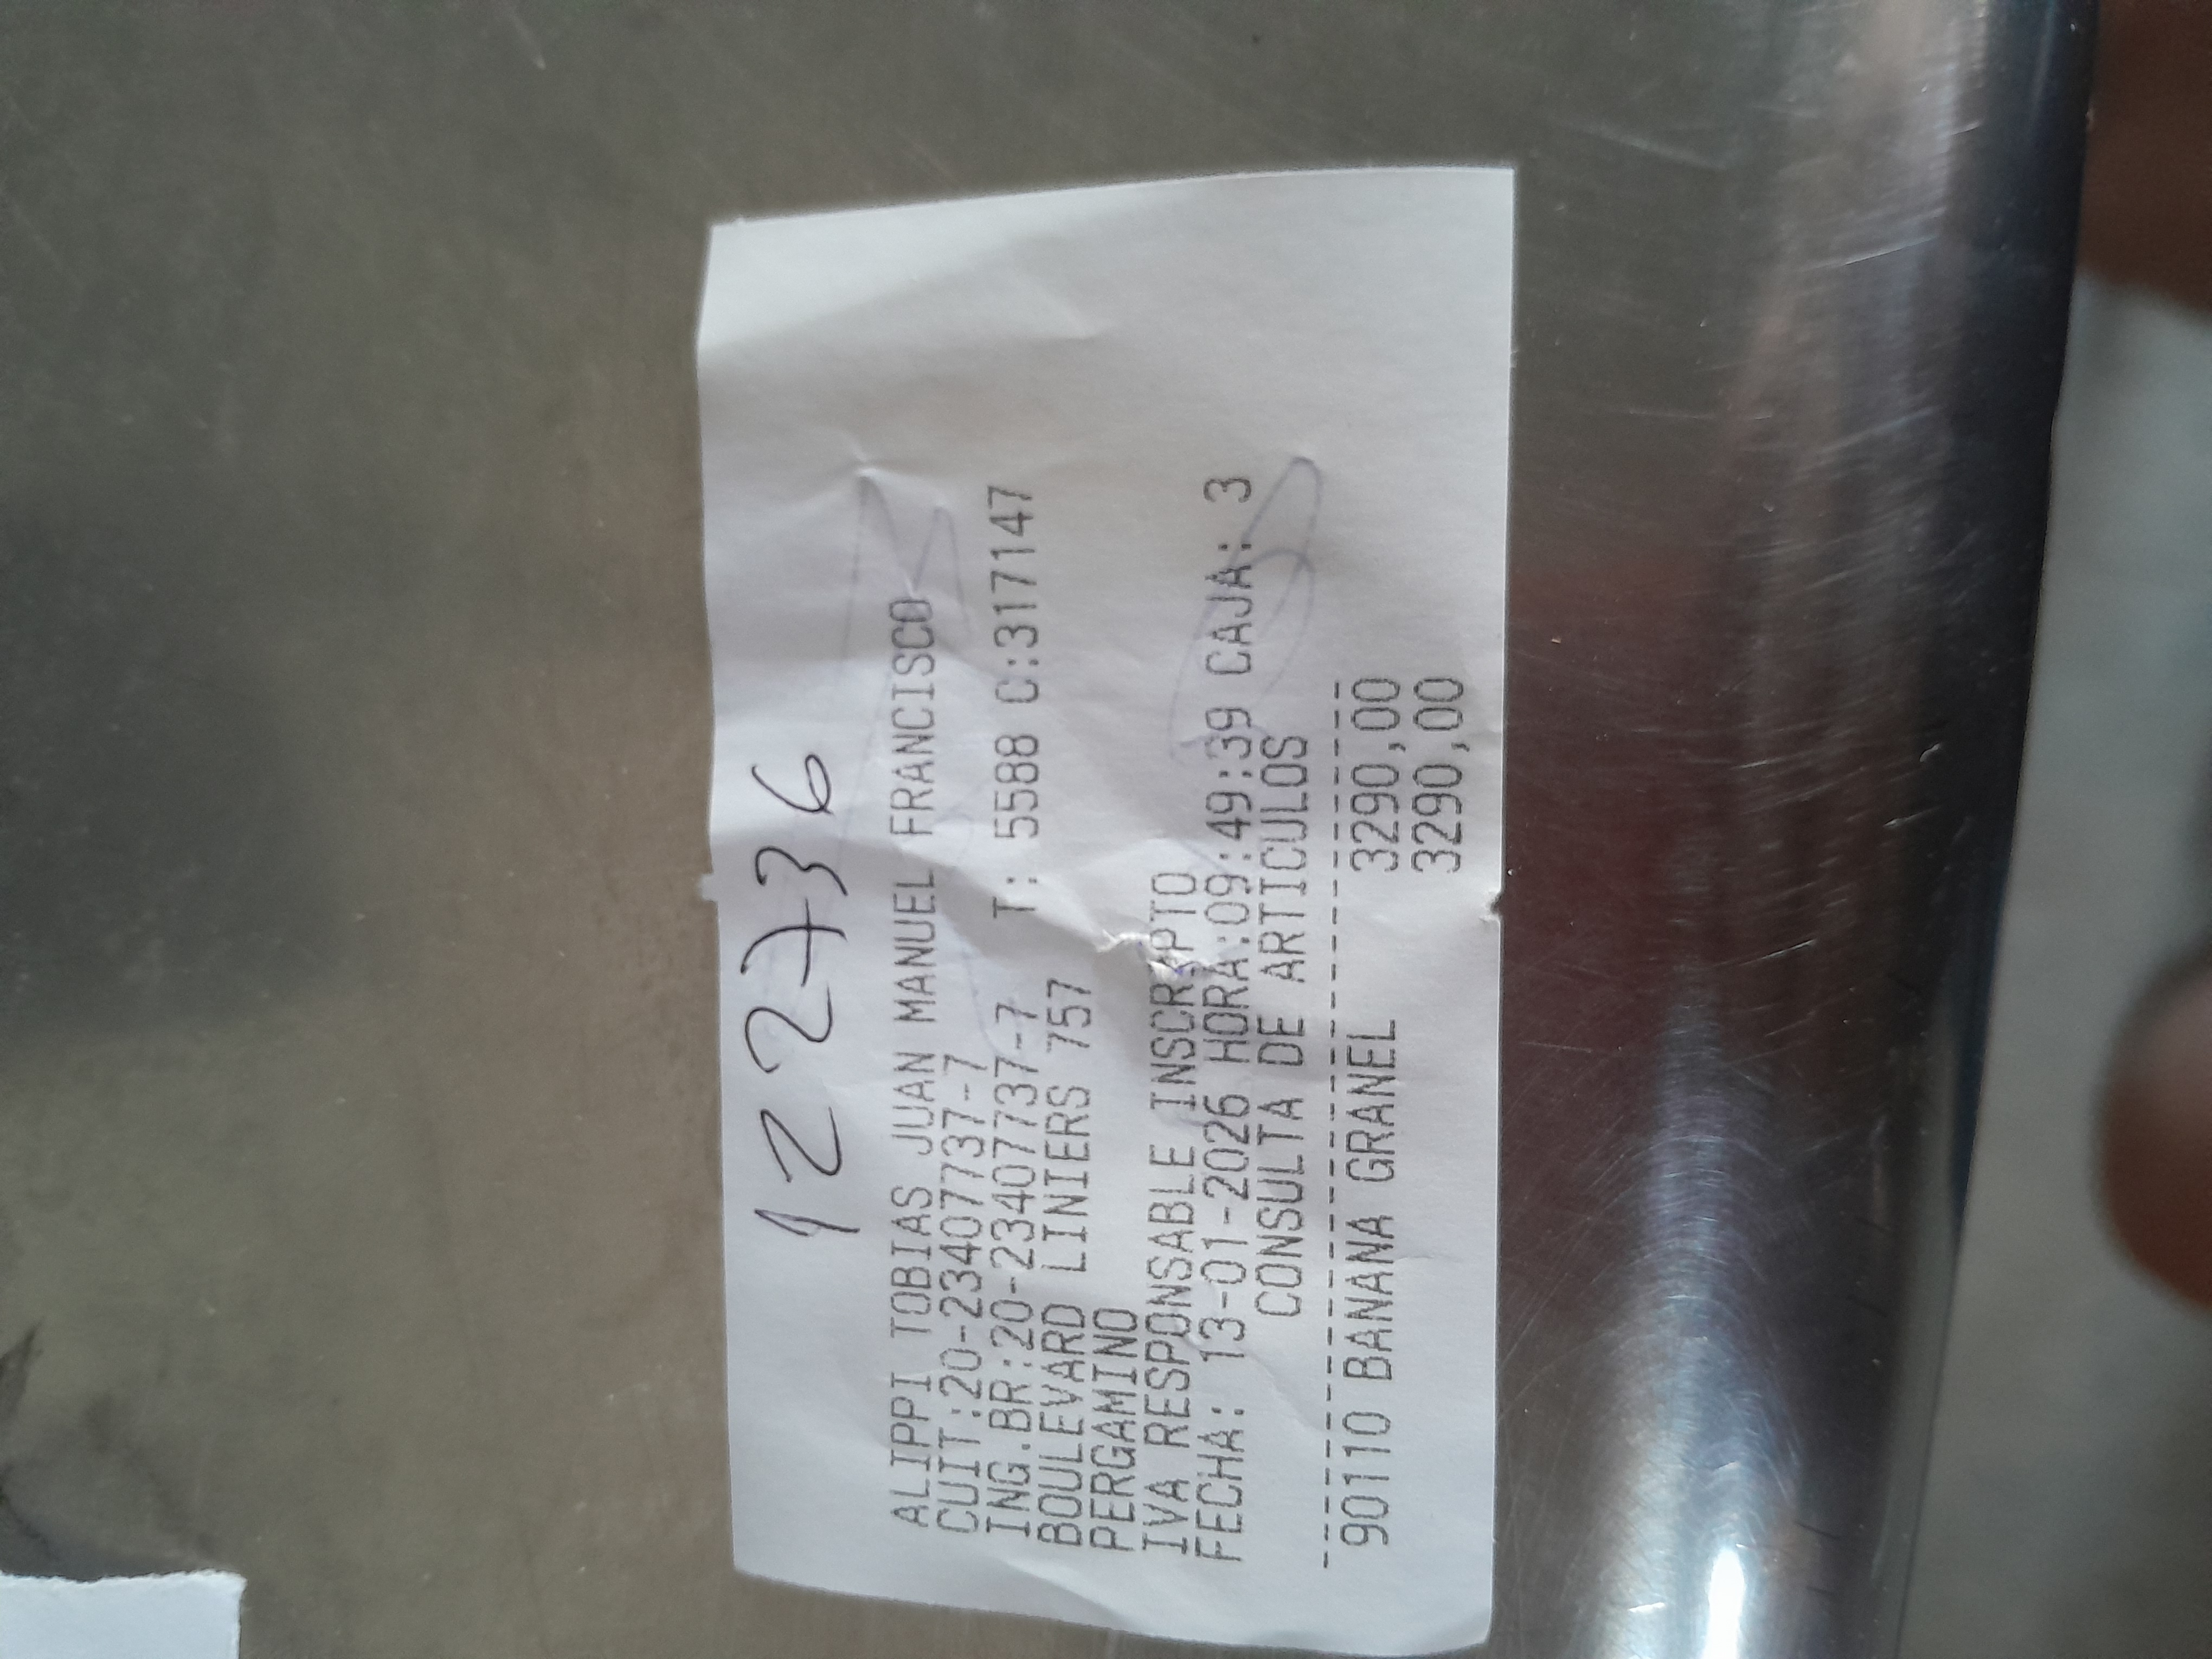 122736
ALIPPI TOBIAS JUAN MANUEL FRANCISCO
CUIT:20-23407737-7
ING.BR:20-23407737-7 T: 5588 C:317147
BOULEVARD LINIERS 757
PERGAMINO
IVA RESPONSABLE INSCRIPTO
FECHA: 13-01-2026 HORA:09:49:39 CAJA: 3
CONSULTA DE ARTICULOS
90110 BANANA GRANEL 3290,00
3290,00